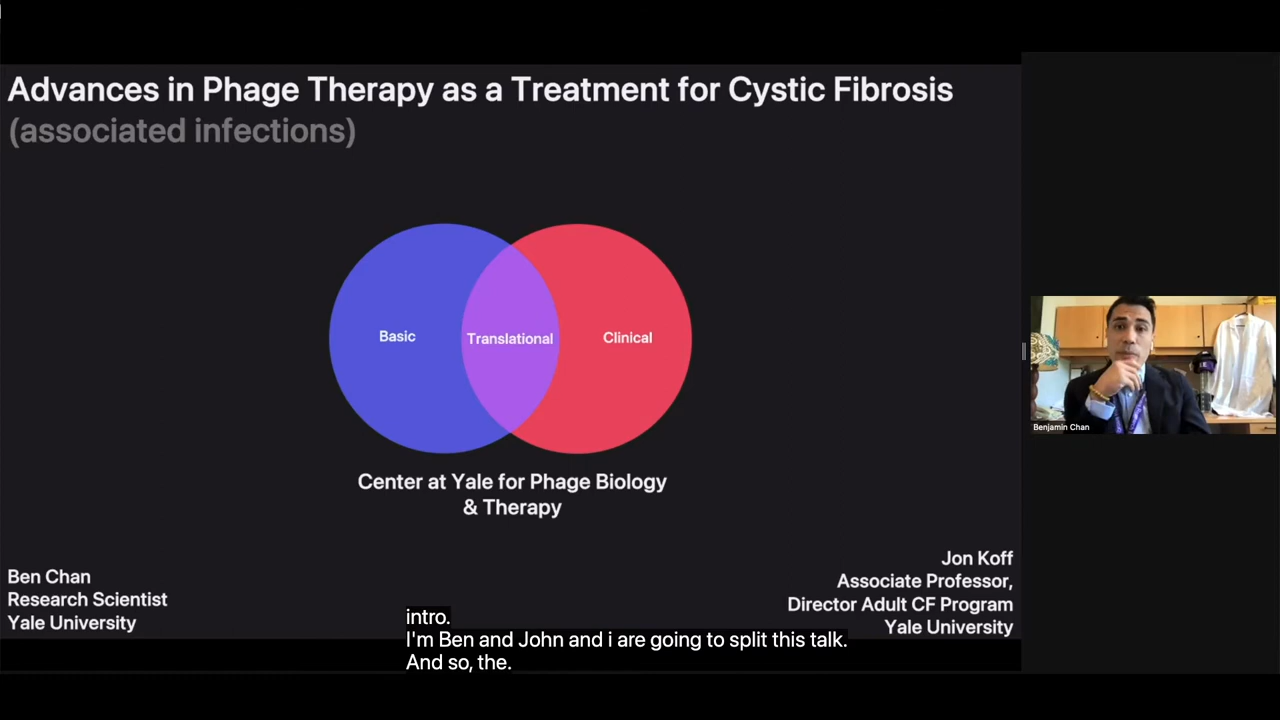 Advances in Phage Therapy as a Treatment for Cystic Fibrosis
(associated infections)
Basic
Translational
Clinical
Center at Yale for Phage Biology
& Therapy
Ben Chan
Research Scientist
Yale University
Jon Koff
Associate Professor,
Director Adult CF Program
Yale University
intro.
I'm Ben and John and i are going to split this talk.
And so, the.
Benjamin Chan